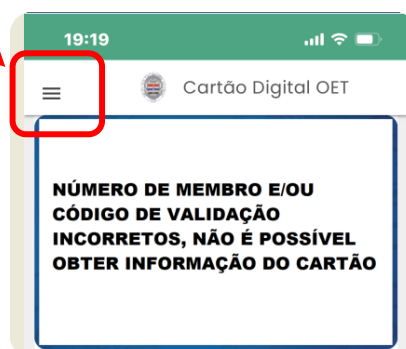 19:19
Cartão Digital OET
NÚMERO DE MEMBRO E/OU
CÓDIGO DE VALIDAÇÃO
INCORRETOS, NÃO É POSSÍVEL
OBTER INFORMAÇÃO DO CARTÃO